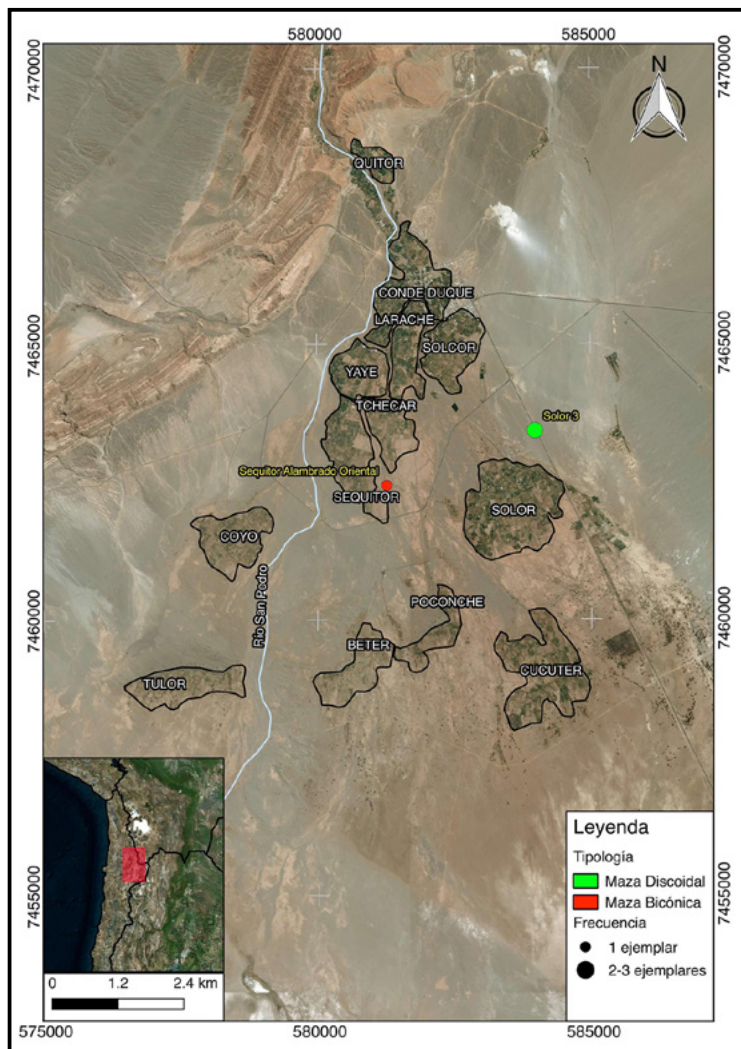 580000
585000
7470000
7470000
N
QUITOR
CONDE DUQUE
LARACHE
SOLCOR
7465000
7465000
YAYE
TCHECAR
Solor 3
Sequitor Alambrado Oriental
SEQUITOR
SOLOR
COYO
Río San Pedro
7460000
7460000
POCONCHE
BETER
CUCUTER
TULOR
Leyenda
Tipología
Maza Discoidal
Maza Bicónica
Frecuencia
1 ejemplar
2-3 ejemplares
7455000
7455000
0 1.2 2.4 km
575000
580000
585000